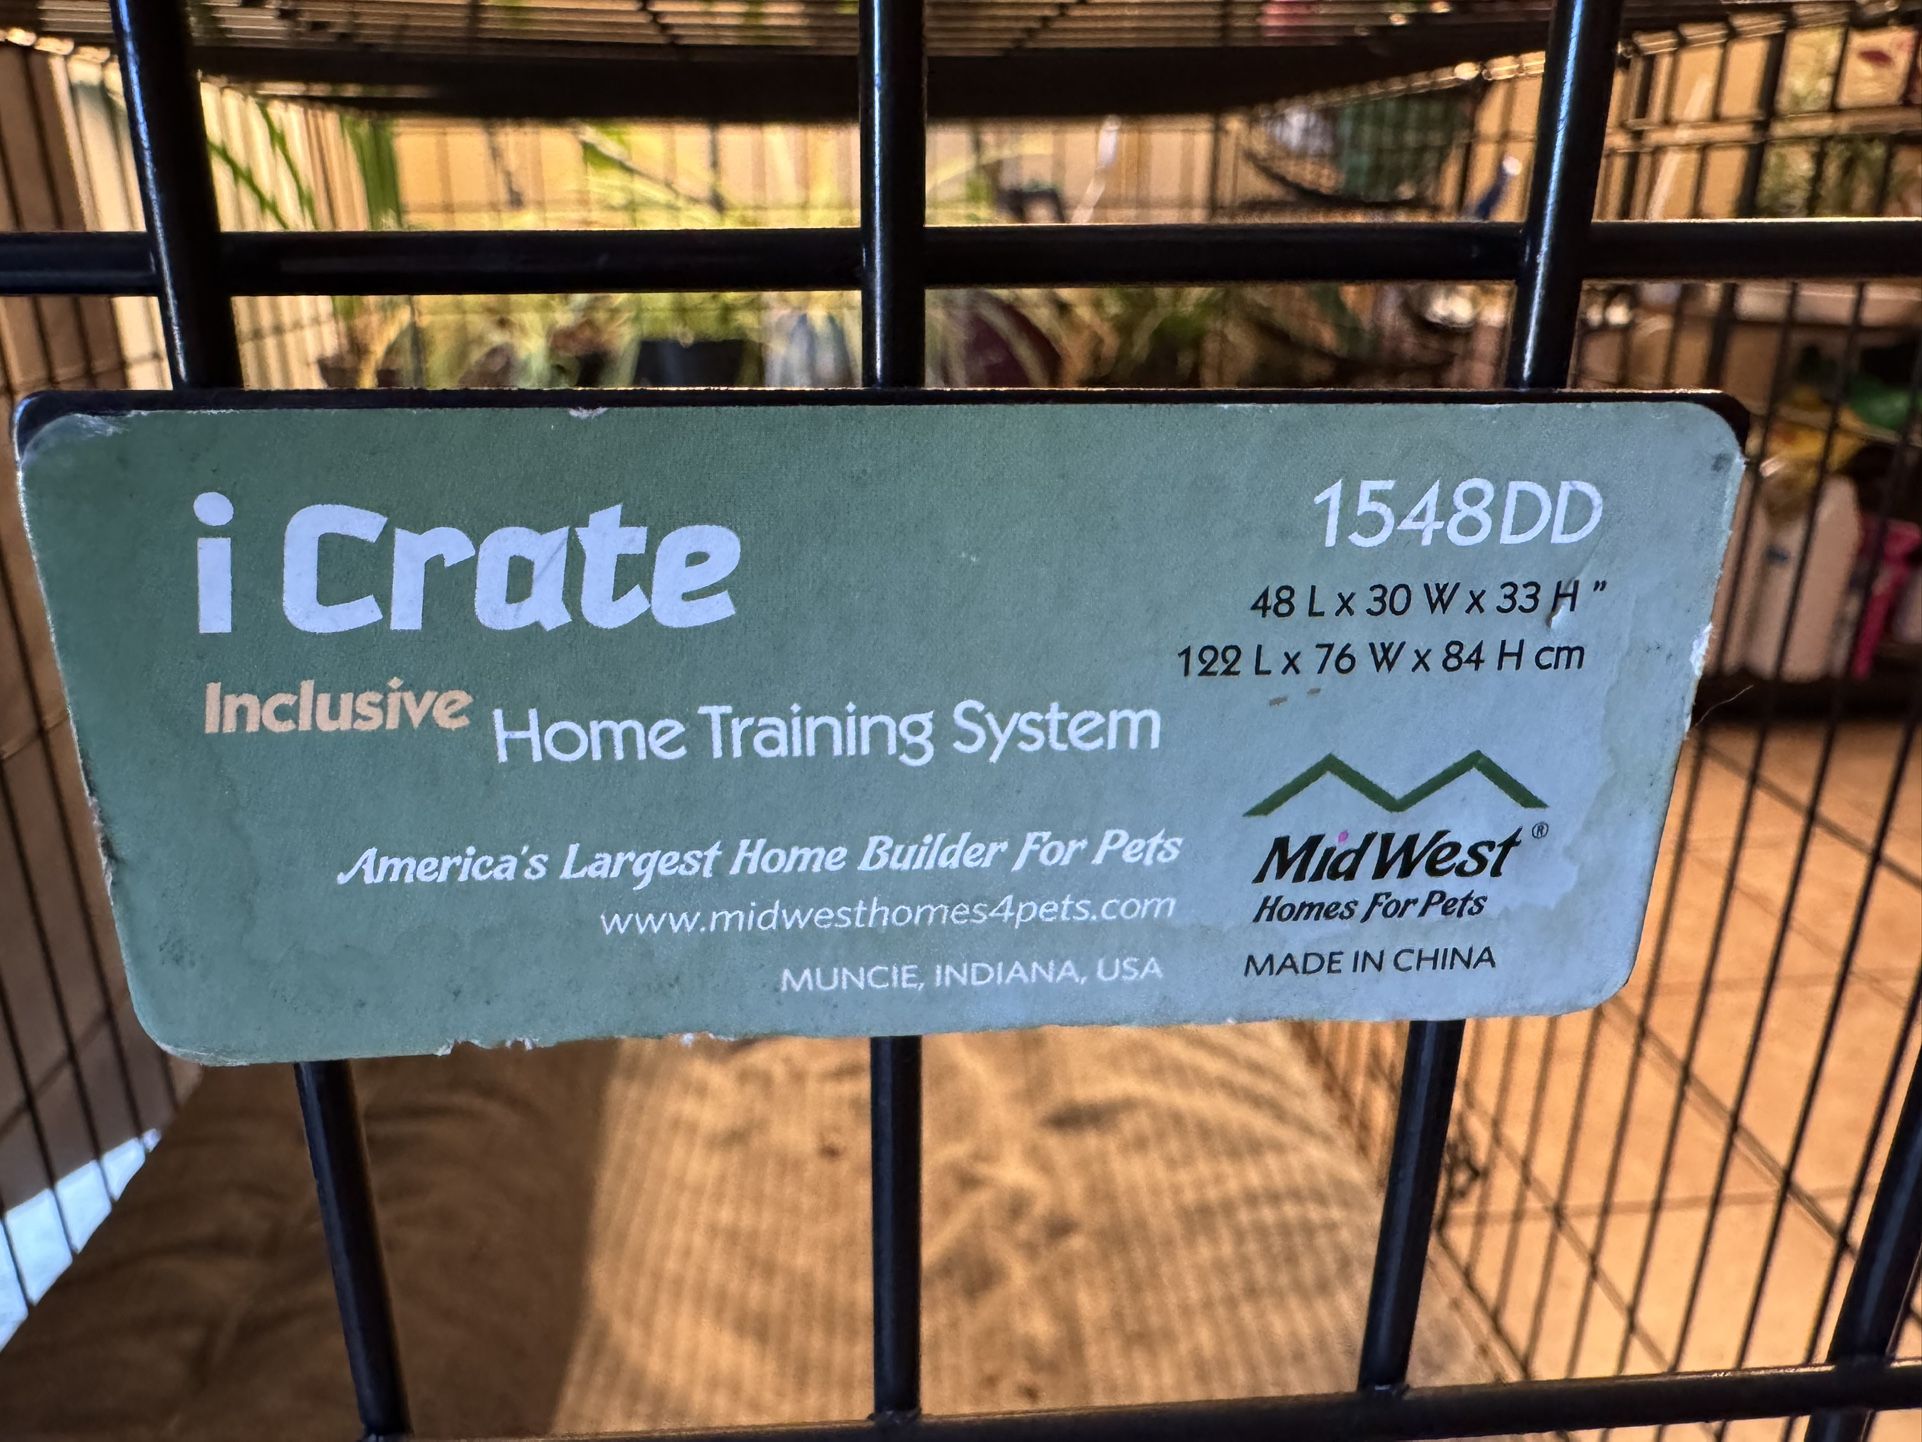 i Crate
Inclusive Home Training System
1548DD
48 L x 30 W x 33 H "
122 L x 76 W x 84 H cm
America's Largest Home Builder For Pets
www.midwesthomes4pets.com
MUNCIE, INDIANA, USA
MidWest®
Homes For Pets
MADE IN CHINA